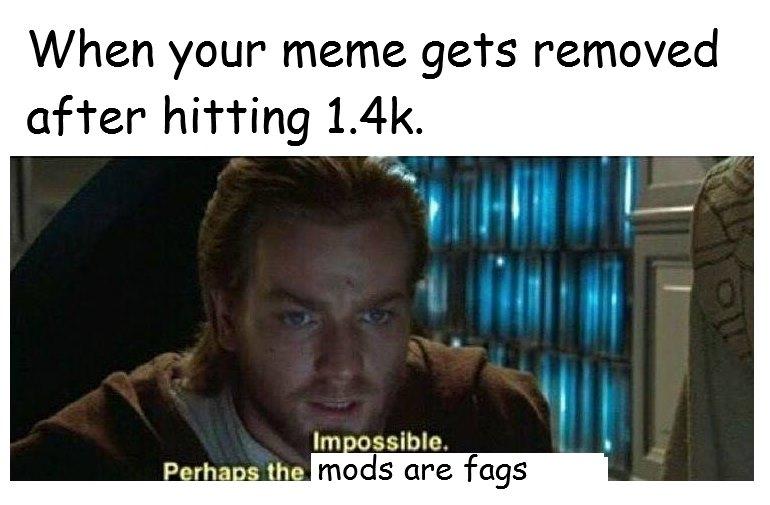 When your meme gets removed
after hitting 1.4k.
Impossible.
Perhaps the mods are fags